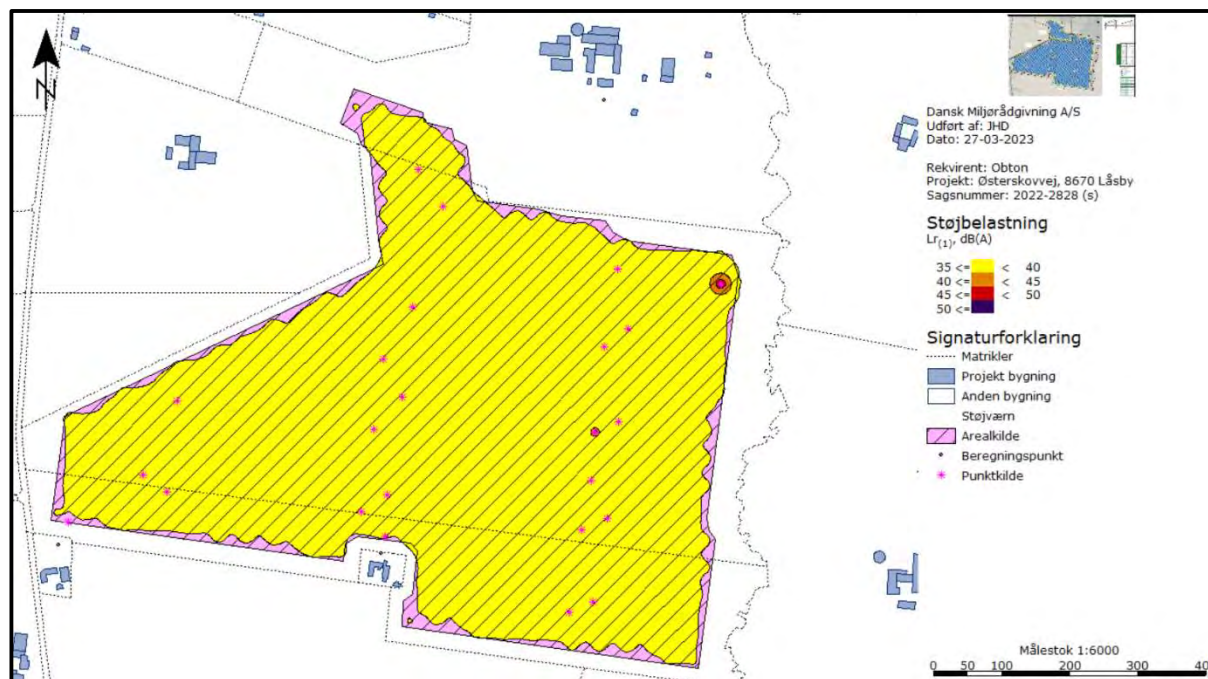 N
Dansk Miljørådgivning A/S
Udført af: JHD
Dato: 27-03-2023
Rekvirent: Obton
Projekt: Østerskovvej, 8670 Låsby
Sagsnummer: 2022-2828 (s)
Støjbelastning
Lr(1), dB(A)
35 <= < 40
40 <= < 45
45 <= < 50
50 <=
Signaturforklaring
Matrikler
Projekt bygning
Anden bygning
Støjværn
Arealkilde
Beregningspunkt
Punktkilde
Målestok 1:6000
0 50 100 200 300